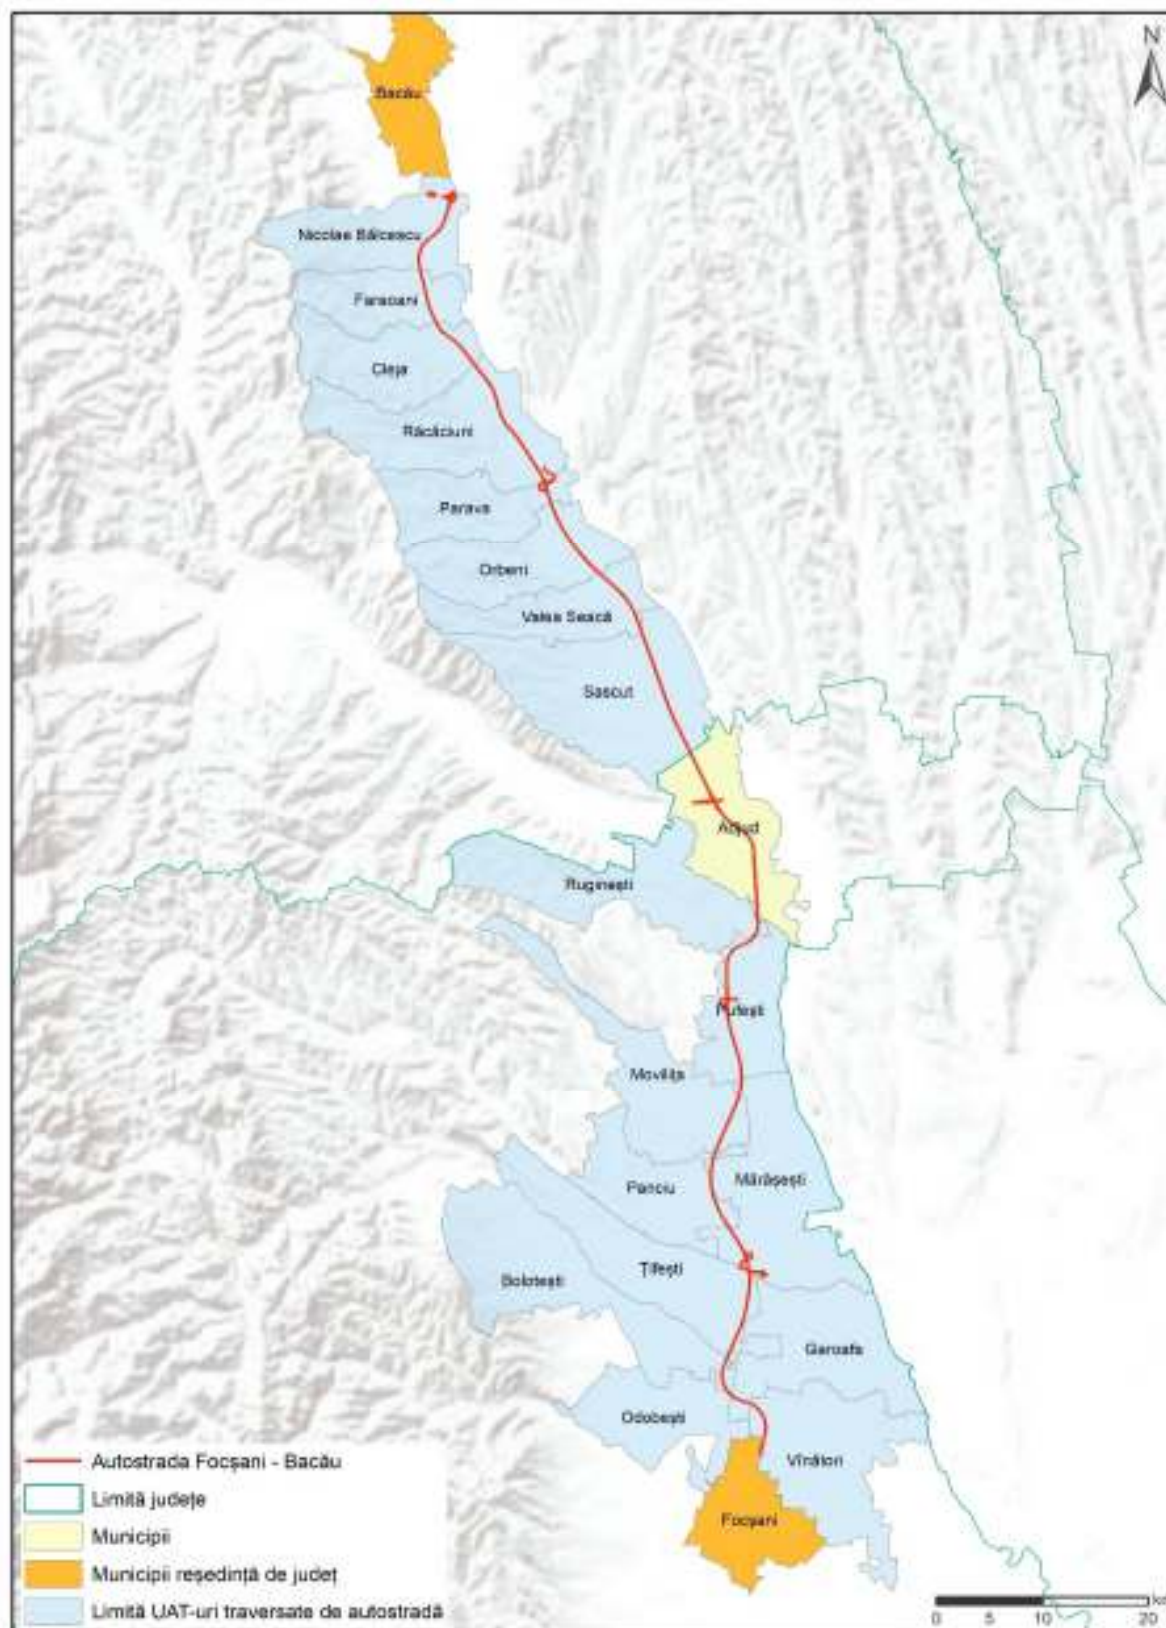 N
Bacău
Nicolae Bălcescu
Faraoani
Cleja
Răcăciuni
Parava
Orbeni
Valea Seacă
Sascut
Adjud
Ruginești
Pufești
Movilița
Panciu
Mărășești
Țifești
Bolotești
Garoafa
Odobești
Vînători
Focșani
Autostrada Focșani - Bacău
Limită județe
Municipii
Municipii reședință de județ
Limită UAT-uri traversate de autostradă
0 5 10 20 km